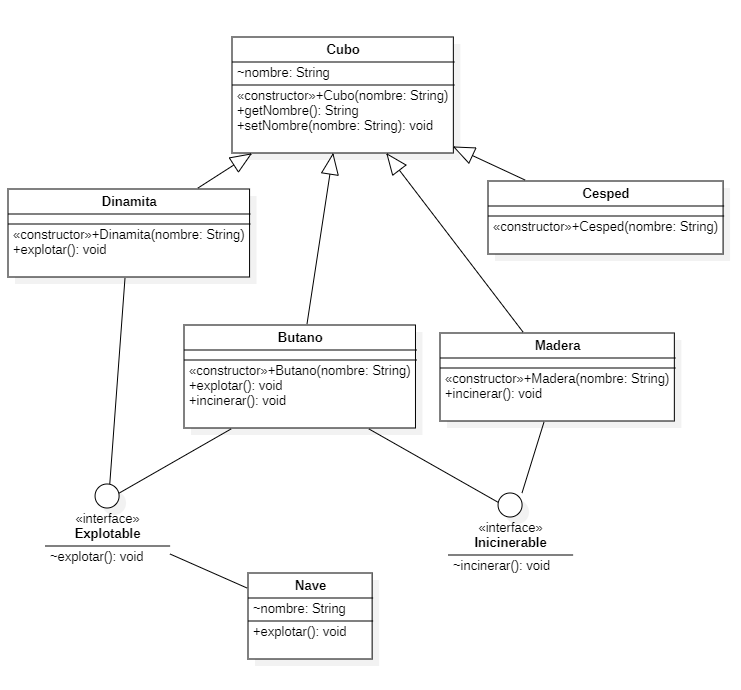 Cubo
~nombre: String
«constructor»+Cubo(nombre: String)
+getNombre(): String
+setNombre(nombre: String): void
Dinamita
«constructor»+Dinamita(nombre: String)
+explotar(): void
Cesped
«constructor»+Cesped(nombre: String)
Butano
«constructor»+Butano(nombre: String)
+explotar(): void
+incinerar(): void
Madera
«constructor»+Madera(nombre: String)
+incinerar(): void
«interface»
Explotable
~explotar(): void
«interface»
Inicinerable
~incinerar(): void
Nave
~nombre: String
+explotar(): void